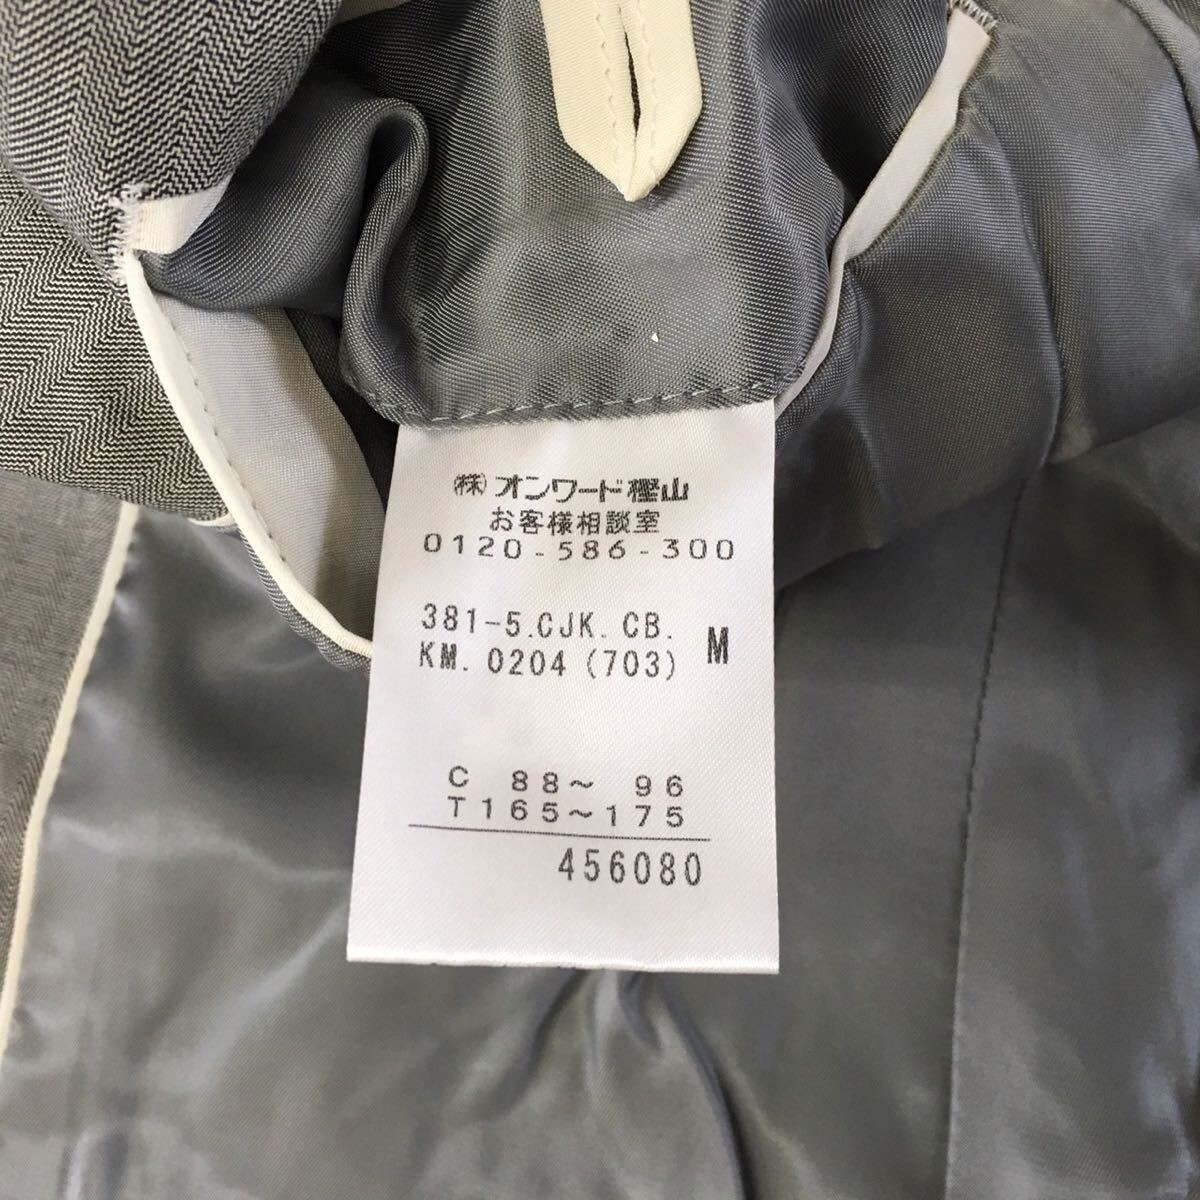 ㈱オンワード樫山
お客様相談室
0120-586-300
381-5.CJK.CB.
KM.0204(703)
M
C 88～ 96
T165～175
456080